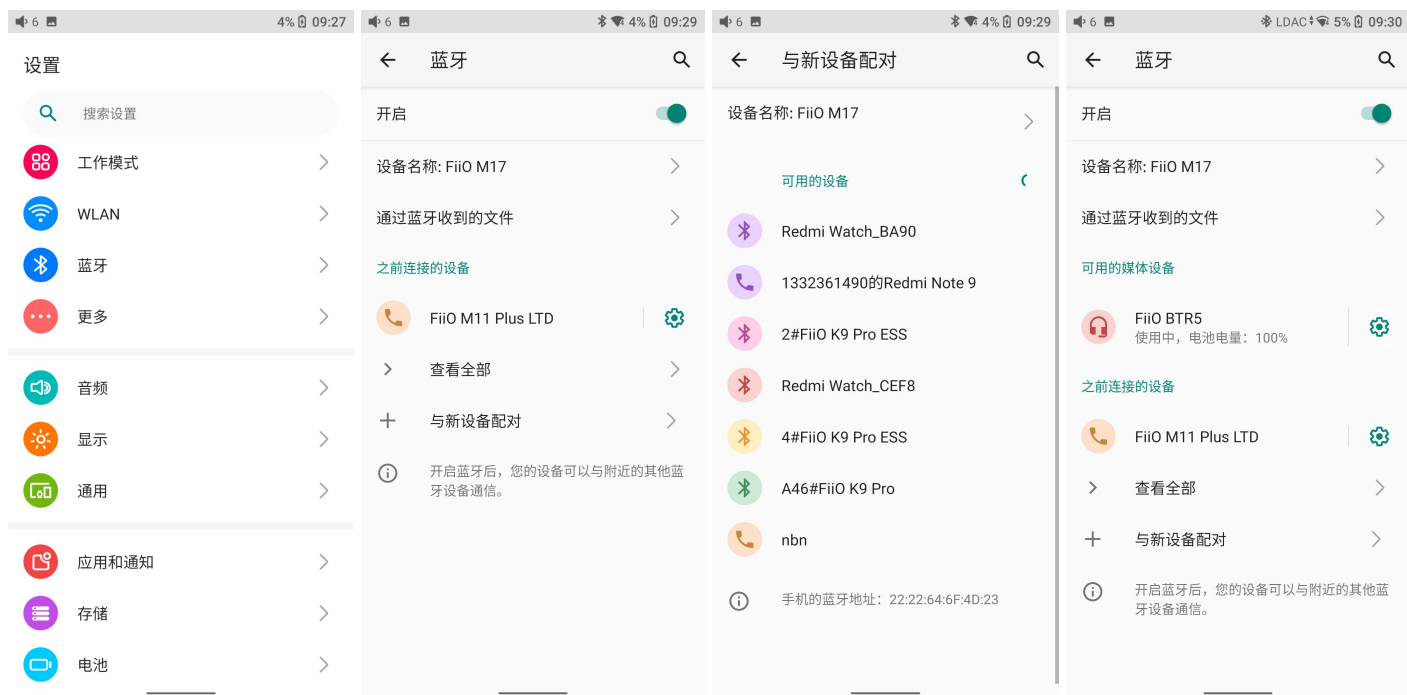 6
4% 09:27
设置
搜索设置
工作模式
WLAN
蓝牙
更多
音频
显示
通用
应用和通知
存储
电池
6
4% 09:29
蓝牙
开启
设备名称: FiiO M17
通过蓝牙收到的文件
之前连接的设备
FiiO M11 Plus LTD
查看全部
与新设备配对
开启蓝牙后，您的设备可以与附近的其他蓝
牙设备通信。
6
4% 09:29
与新设备配对
设备名称: FiiO M17
可用的设备
Redmi Watch_BA90
1332361490的Redmi Note 9
2#FiiO K9 Pro ESS
Redmi Watch_CEF8
4#FiiO K9 Pro ESS
A46#FiiO K9 Pro
nbn
手机的蓝牙地址：22:22:64:6F:4D:23
6
LDAC 5% 09:30
蓝牙
开启
设备名称: FiiO M17
通过蓝牙收到的文件
可用的媒体设备
FiiO BTR5
使用中，电池电量：100%
之前连接的设备
FiiO M11 Plus LTD
查看全部
与新设备配对
开启蓝牙后，您的设备可以与附近的其他蓝
牙设备通信。